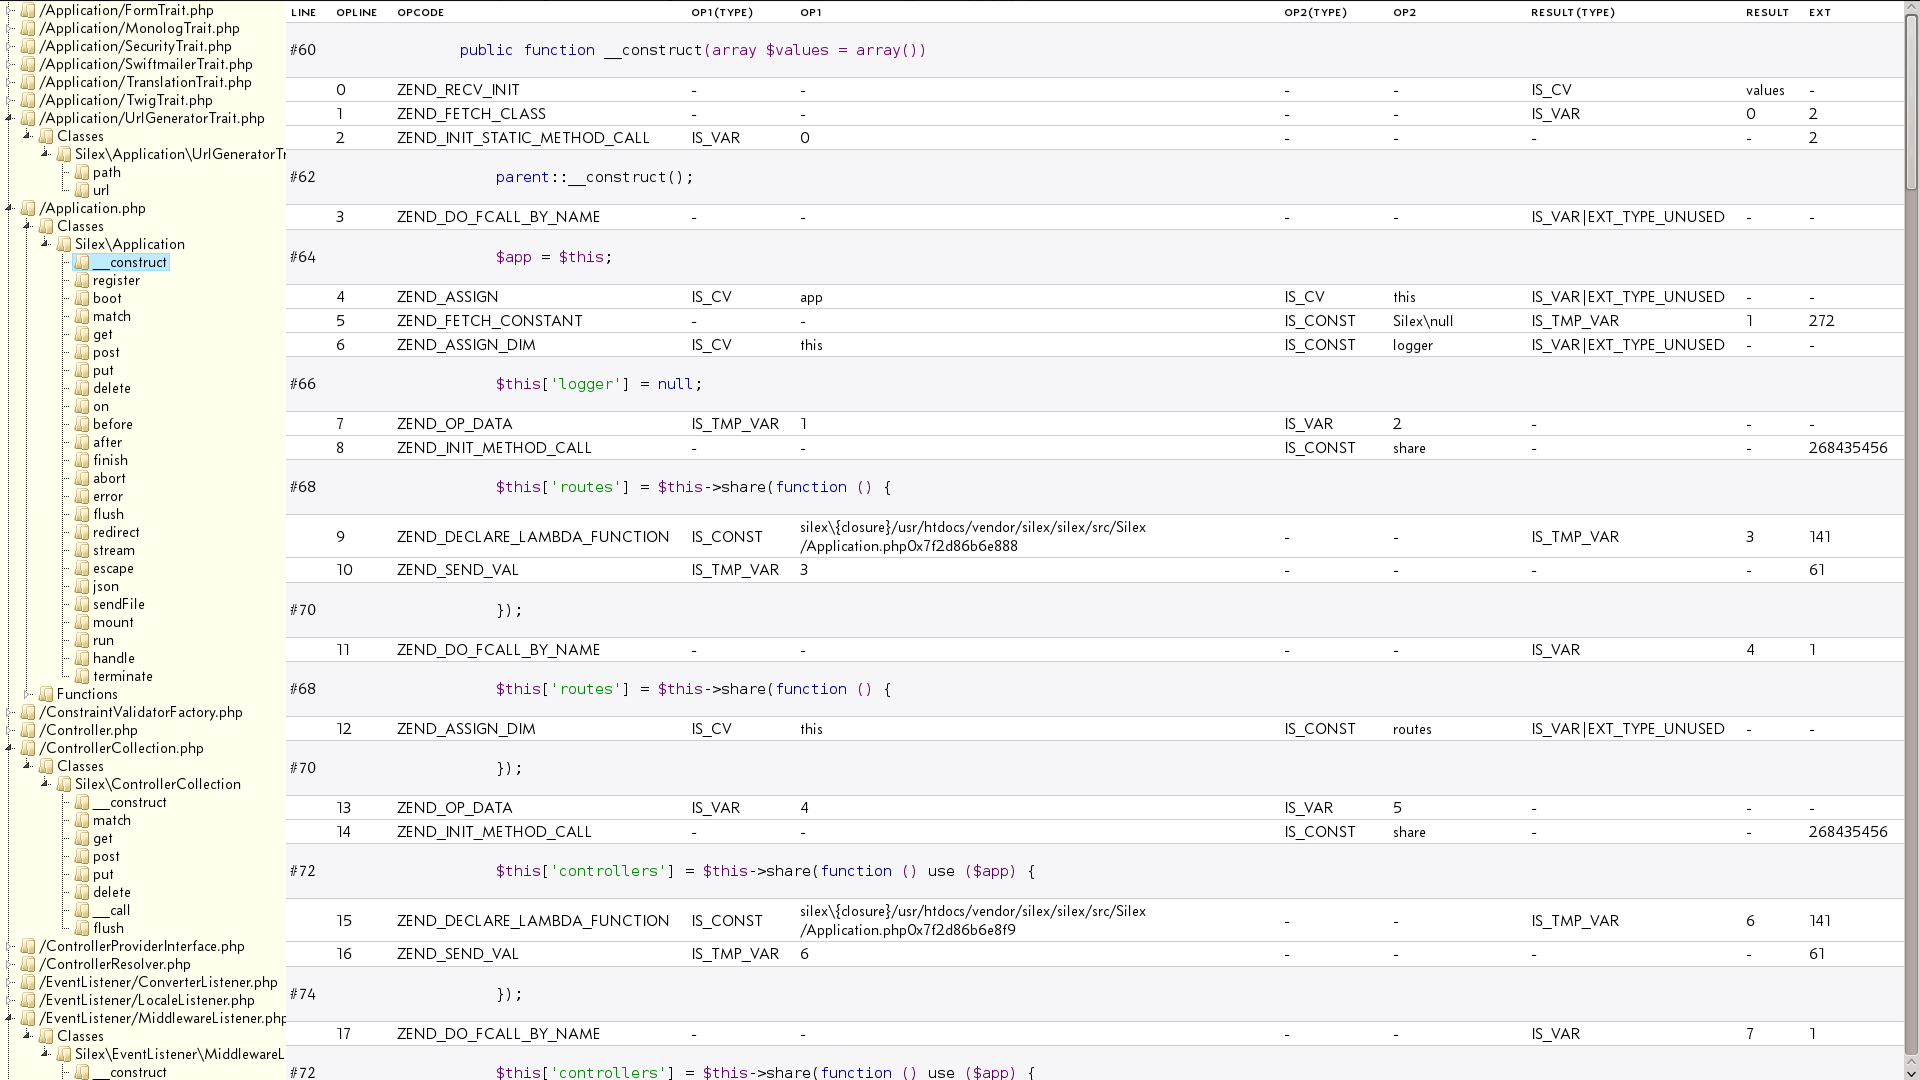 /Application/FormTrait.php
/Application/MonologTrait.php
/Application/SecurityTrait.php
/Application/SwiftmailerTrait.php
/Application/TranslationTrait.php
/Application/TwigTrait.php
/Application/UrlGeneratorTrait.php
Classes
Silex\Application\UrlGeneratorTr
path
url
/Application.php
Classes
Silex\Application
__construct
register
boot
match
get
post
put
delete
on
before
after
finish
abort
error
flush
redirect
stream
escape
json
sendFile
mount
run
handle
terminate
Functions
/ConstraintValidatorFactory.php
/Controller.php
/ControllerCollection.php
Classes
Silex\ControllerCollection
__construct
match
get
post
put
delete
__call
flush
/ControllerProviderInterface.php
/ControllerResolver.php
/EventListener/ConverterListener.php
/EventListener/LocaleListener.php
/EventListener/MiddlewareListener.php
Classes
Silex\EventListener\MiddlewareL
__construct
LINE OPLINE OPCODE OP1(TYPE) OP1 OP2(TYPE) OP2 RESULT(TYPE) RESULT EXT
#60 public function __construct(array $values = array())
0 ZEND_RECV_INIT - - - - IS_CV values -
1 ZEND_FETCH_CLASS - - - - IS_VAR 0 2
2 ZEND_INIT_STATIC_METHOD_CALL IS_VAR 0 - - - - 2
#62 parent::__construct();
3 ZEND_DO_FCALL_BY_NAME - - - - IS_VAR|EXT_TYPE_UNUSED - -
#64 $app = $this;
4 ZEND_ASSIGN IS_CV app IS_CV this IS_VAR|EXT_TYPE_UNUSED - -
5 ZEND_FETCH_CONSTANT - - IS_CONST Silex\null IS_TMP_VAR 1 272
6 ZEND_ASSIGN_DIM IS_CV this IS_CONST logger IS_VAR|EXT_TYPE_UNUSED - -
#66 $this['logger'] = null;
7 ZEND_OP_DATA IS_TMP_VAR 1 IS_VAR 2 - - -
8 ZEND_INIT_METHOD_CALL - - IS_CONST share - - 268435456
#68 $this['routes'] = $this->share(function () {
9 ZEND_DECLARE_LAMBDA_FUNCTION IS_CONST silex\{closure}/usr/htdocs/vendor/silex/silex/src/Silex
/Application.php0x7f2d86b6e888 - - IS_TMP_VAR 3 141
10 ZEND_SEND_VAL IS_TMP_VAR 3 - - - - 61
#70 });
11 ZEND_DO_FCALL_BY_NAME - - - - IS_VAR 4 1
#68 $this['routes'] = $this->share(function () {
12 ZEND_ASSIGN_DIM IS_CV this IS_CONST routes IS_VAR|EXT_TYPE_UNUSED - -
#70 });
13 ZEND_OP_DATA IS_VAR 4 IS_VAR 5 - - -
14 ZEND_INIT_METHOD_CALL - - IS_CONST share - - 268435456
#72 $this['controllers'] = $this->share(function () use ($app) {
15 ZEND_DECLARE_LAMBDA_FUNCTION IS_CONST silex\{closure}/usr/htdocs/vendor/silex/silex/src/Silex
/Application.php0x7f2d86b6e8f9 - - IS_TMP_VAR 6 141
16 ZEND_SEND_VAL IS_TMP_VAR 6 - - - - 61
#74 });
17 ZEND_DO_FCALL_BY_NAME - - - - IS_VAR 7 1
#72 $this['controllers'] = $this->share(function () use ($app) {